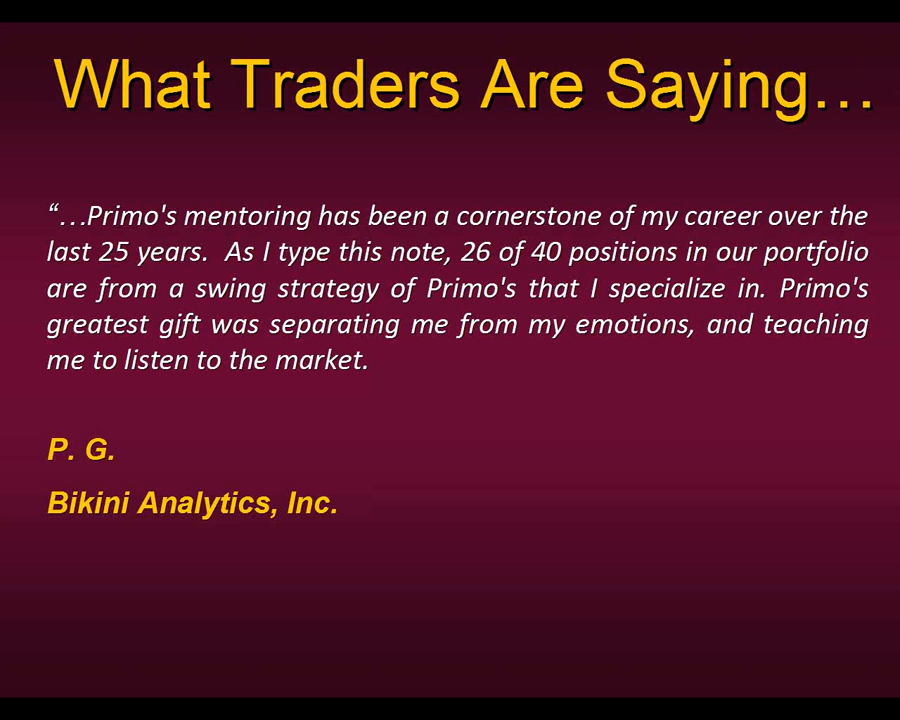 What Traders Are Saying…
“…Primo's mentoring has been a cornerstone of my career over the
last 25 years.  As I type this note, 26 of 40 positions in our portfolio
are from a swing strategy of Primo's that I specialize in. Primo's
greatest gift was separating me from my emotions, and teaching
me to listen to the market.
P. G.
Bikini Analytics, Inc.